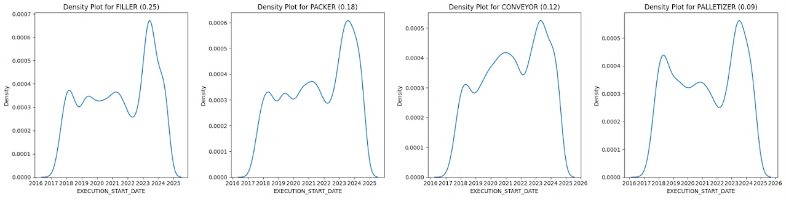 Density Plot for FILLER (0.25)
Density
0.0007
0.0006
0.0005
0.0004
0.0003
0.0002
0.0001
0.0000
2016 2017 2018 2019 2020 2021 2022 2023 2024 2025
EXECUTION_START_DATE
Density Plot for PACKER (0.18)
Density
0.0006
0.0005
0.0004
0.0003
0.0002
0.0001
0.0000
2016 2017 2018 2019 2020 2021 2022 2023 2024 2025
EXECUTION_START_DATE
Density Plot for CONVEYOR (0.12)
Density
0.0005
0.0004
0.0003
0.0002
0.0001
0.0000
2016 2017 2018 2019 2020 2021 2022 2023 2024 2025 2026
EXECUTION_START_DATE
Density Plot for PALLETIZER (0.09)
Density
0.0005
0.0004
0.0003
0.0002
0.0001
0.0000
2016 2017 2018 2019 2020 2021 2022 2023 2024 2025 2026
EXECUTION_START_DATE